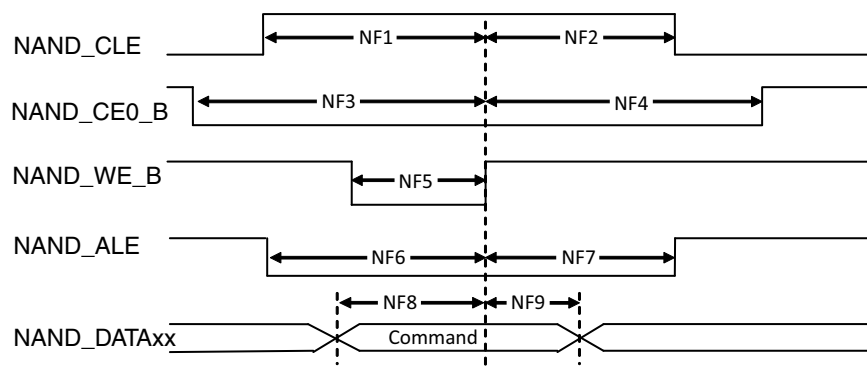 NAND_CLE NF1 NF2
NAND_CE0_B NF3 NF4
NAND_WE_B NF5
NAND_ALE NF6 NF7
NF8 NF9
NAND_DATAxx Command